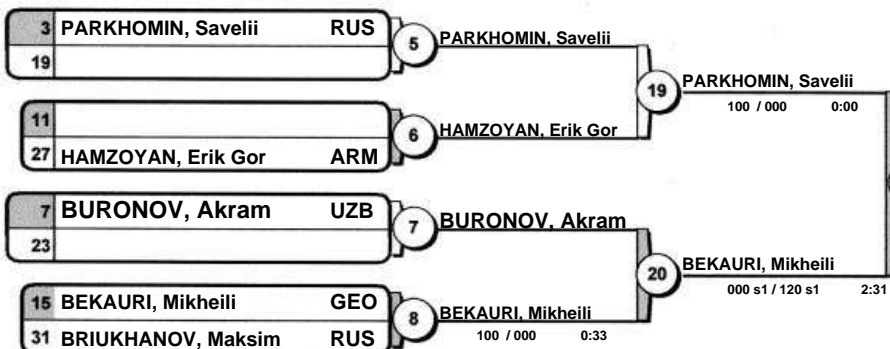 3 PARKHOMIN, Savelii RUS
19
5
PARKHOMIN, Savelii
11
27 HAMZOYAN, Erik Gor ARM
6
HAMZOYAN, Erik Gor
19
PARKHOMIN, Savelii
100 / 000 0:00
7 BURONOV, Akram UZB
23
7
BURONOV, Akram
15 BEKAURI, Mikheili GEO
31 BRIUKHANOV, Maksim RUS
8
BEKAURI, Mikheili
100 / 000 0:33
20
BEKAURI, Mikheili
000 s1 / 120 s1 2:31